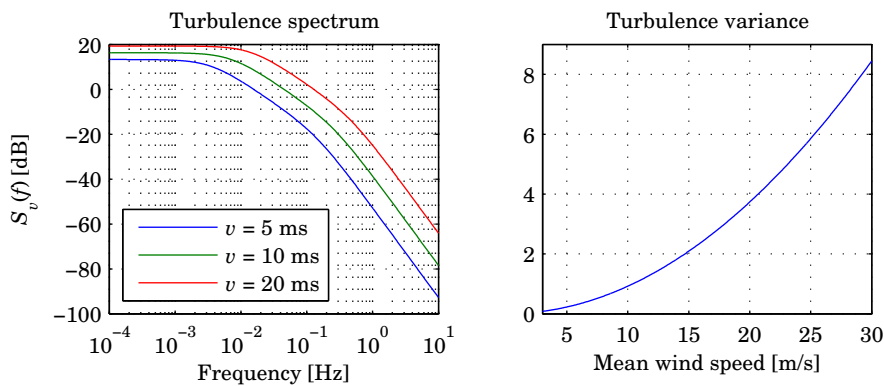 Turbulence spectrum
20
0
−20
−40
−60
−80
−100
S_v(f) [dB]
v = 5 ms
v = 10 ms
v = 20 ms
10^−4 10^−3 10^−2 10^−1 10^0 10^1
Frequency [Hz]
Turbulence variance
8
6
4
2
0
5 10 15 20 25 30
Mean wind speed [m/s]